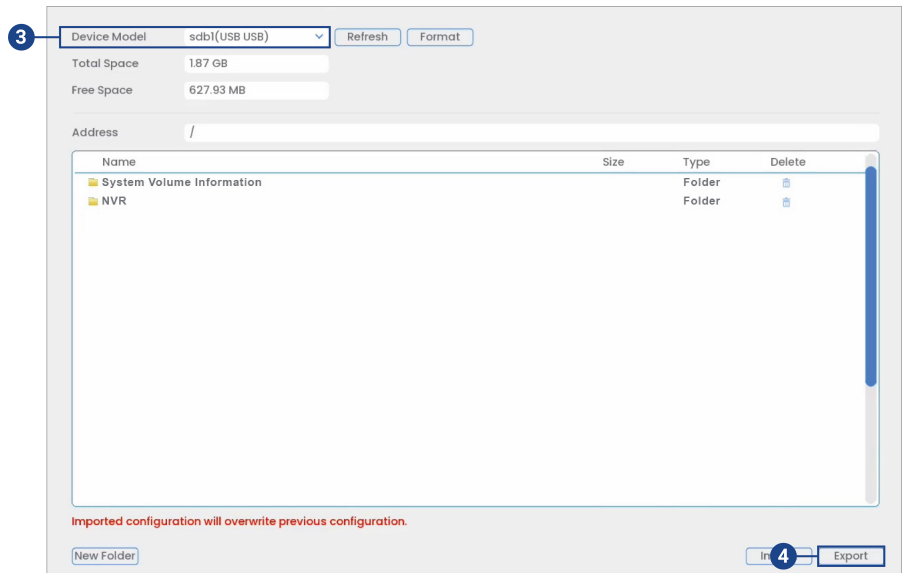 3
Device Model sdb1(USB USB) Refresh Format
Total Space 1.87 GB
Free Space 627.93 MB
Address /
Name Size Type Delete
System Volume Information Folder
NVR Folder
Imported configuration will overwrite previous configuration.
New Folder 4 Export